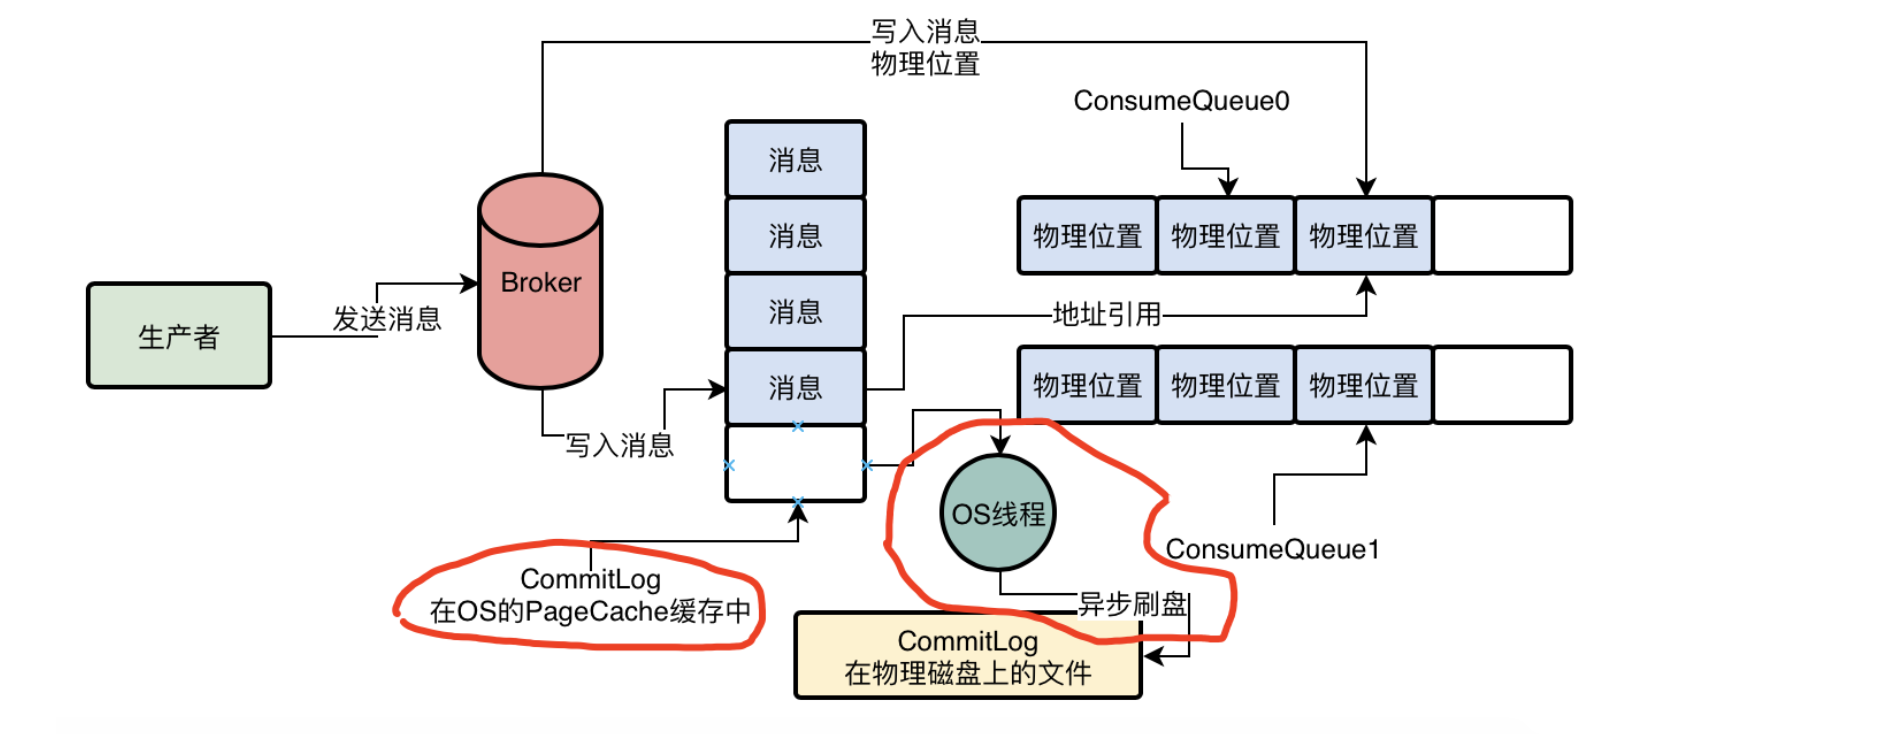 写入消息
物理位置
ConsumeQueue0
消息
消息
物理位置
物理位置
物理位置
Broker
消息
地址引用
发送消息
生产者
消息
物理位置
物理位置
物理位置
写入消息
OS线程
ConsumeQueue1
CommitLog
在OS的PageCache缓存中
异步刷盘
CommitLog
在物理磁盘上的文件